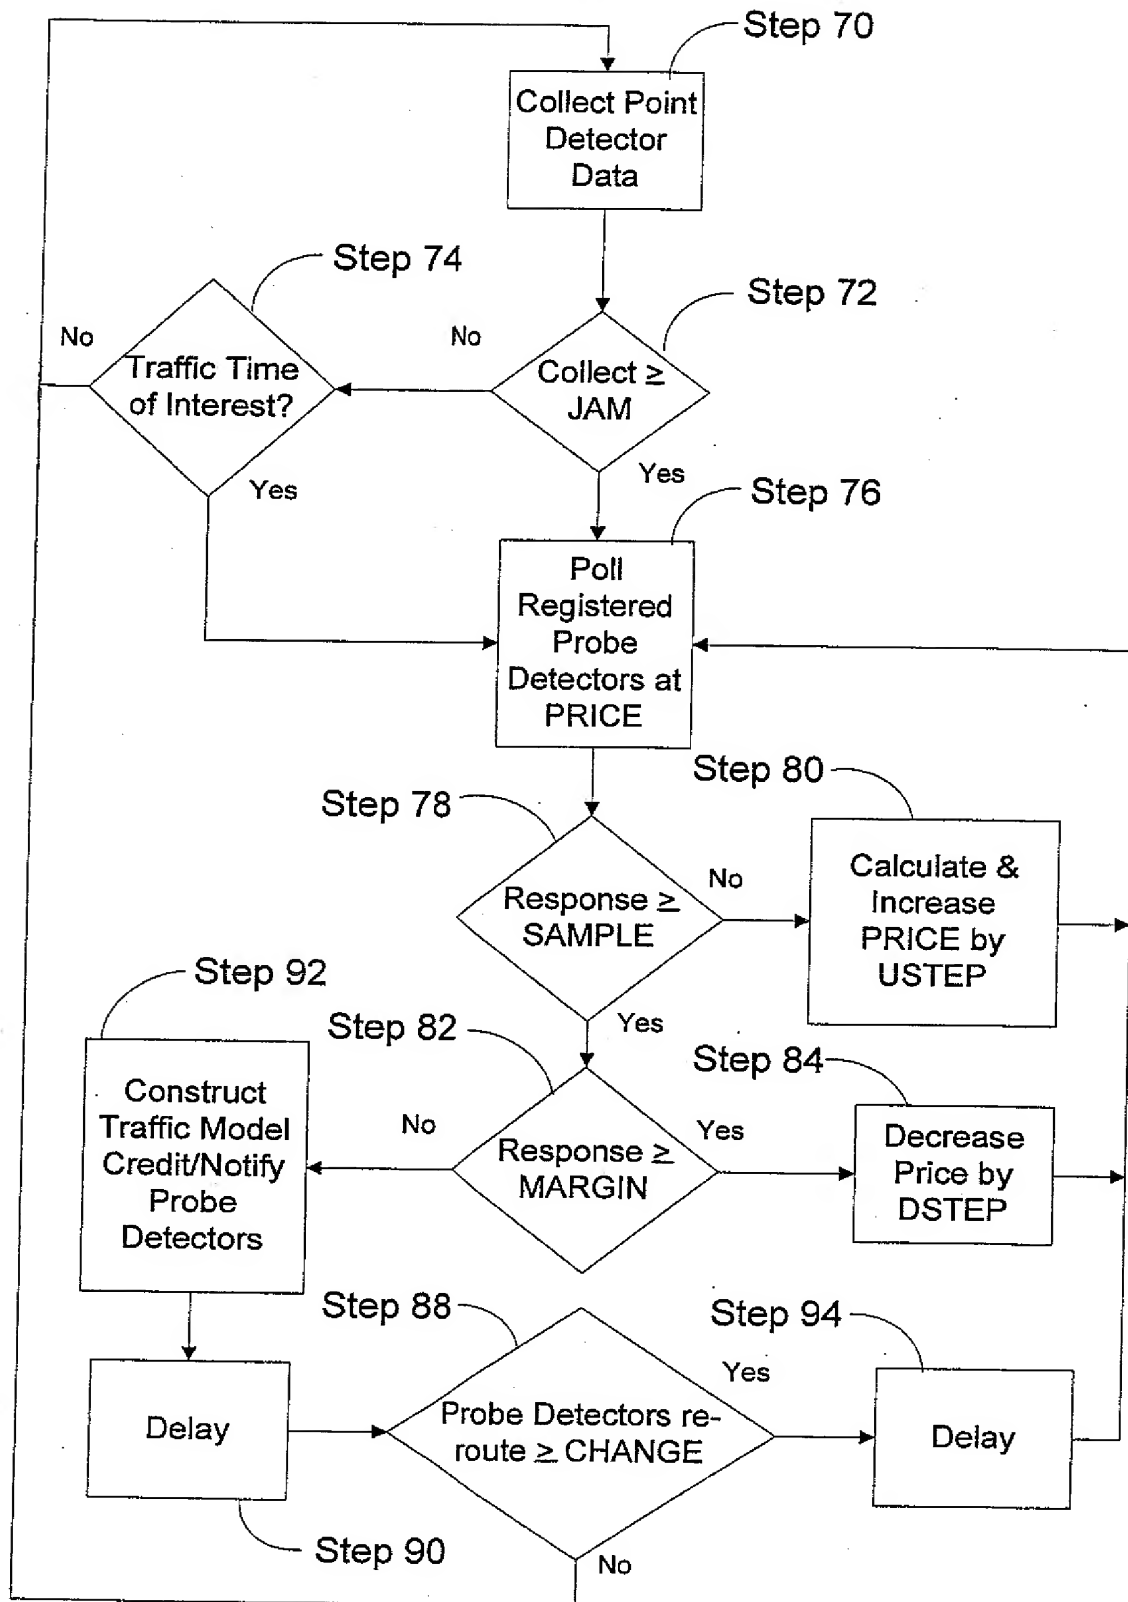 Step 70
Collect Point
Detector
Data
Step 74
Step 72
No
Traffic Time
of Interest?
No
Collect ≥
JAM
Yes
Yes
Step 76
Poll
Registered
Probe
Detectors at
PRICE
Step 80
Step 78
Response ≥
SAMPLE
No
Calculate &
Increase
PRICE by
USTEP
Step 92
Yes
Step 82
Step 84
Construct
Traffic Model
Credit/Notify
Probe
Detectors
No
Response ≥
MARGIN
Yes
Decrease
Price by
DSTEP
Step 88
Step 94
Yes
Delay
Probe Detectors re-
route ≥ CHANGE
Delay
Step 90
No